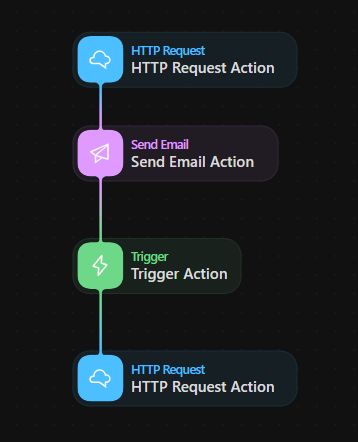 HTTP Request
HTTP Request Action
Send Email
Send Email Action
Trigger
Trigger Action
HTTP Request
HTTP Request Action